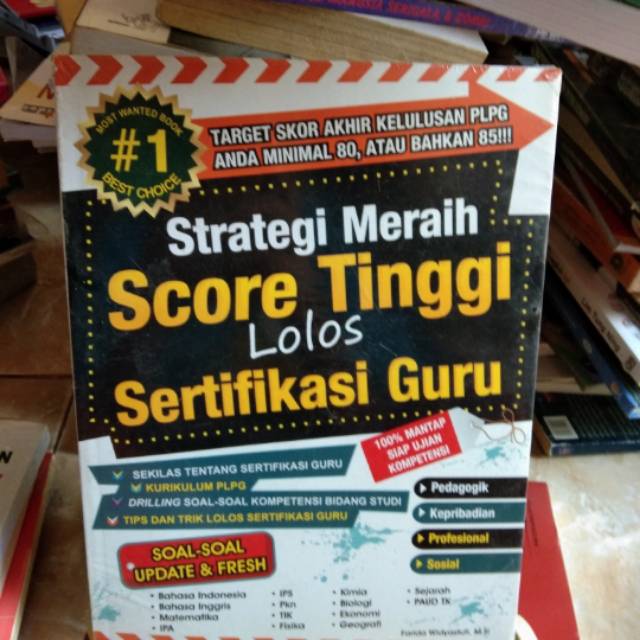 MANUSIA SERIGALA &
MOST WANTED BOOK
#1
BEST CHOICE
TARGET SKOR AKHIR KELULUSAN PLPG
ANDA MINIMAL 80, ATAU BAHKAN 85!!!
Strategi Meraih
Score Tinggi
Lolos
Sertifikasi Guru
100% MANTAP
SIAP UJIAN
KOMPETENSI
SEKILAS TENTANG SERTIFIKASI GURU
KURIKULUM PLPG
DRILLING SOAL-SOAL KOMPETENSI BIDANG STUDI
TIPS DAN TRIK LOLOS SERTIFIKASI GURU
Pedagogik
Kepribadian
Profesional
Sosial
SOAL-SOAL
UPDATE & FRESH
• Bahasa Indonesia
• Bahasa Inggris
• Matematika
• IPA
• IPS
• Pkn
• TIK
• Fisika
• Kimia
• Biologi
• Ekonomi
• Geografi
• Sejarah
• PAUD TK